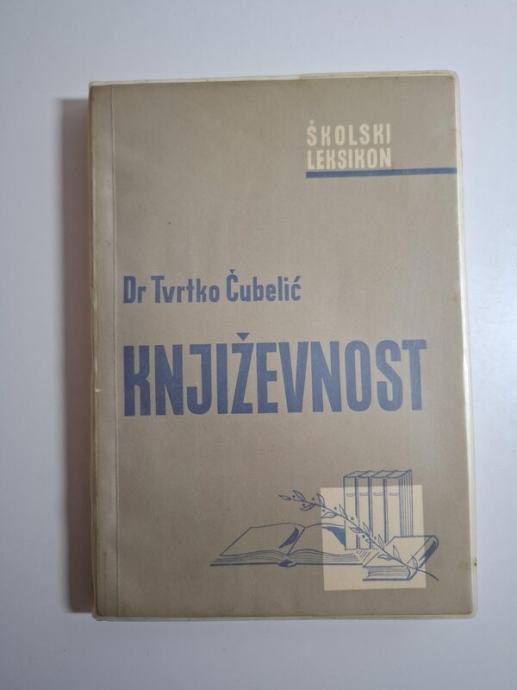 ŠKOLSKI
LEKSIKON
Dr Tvrtko Čubelić
KNJIŽEVNOST